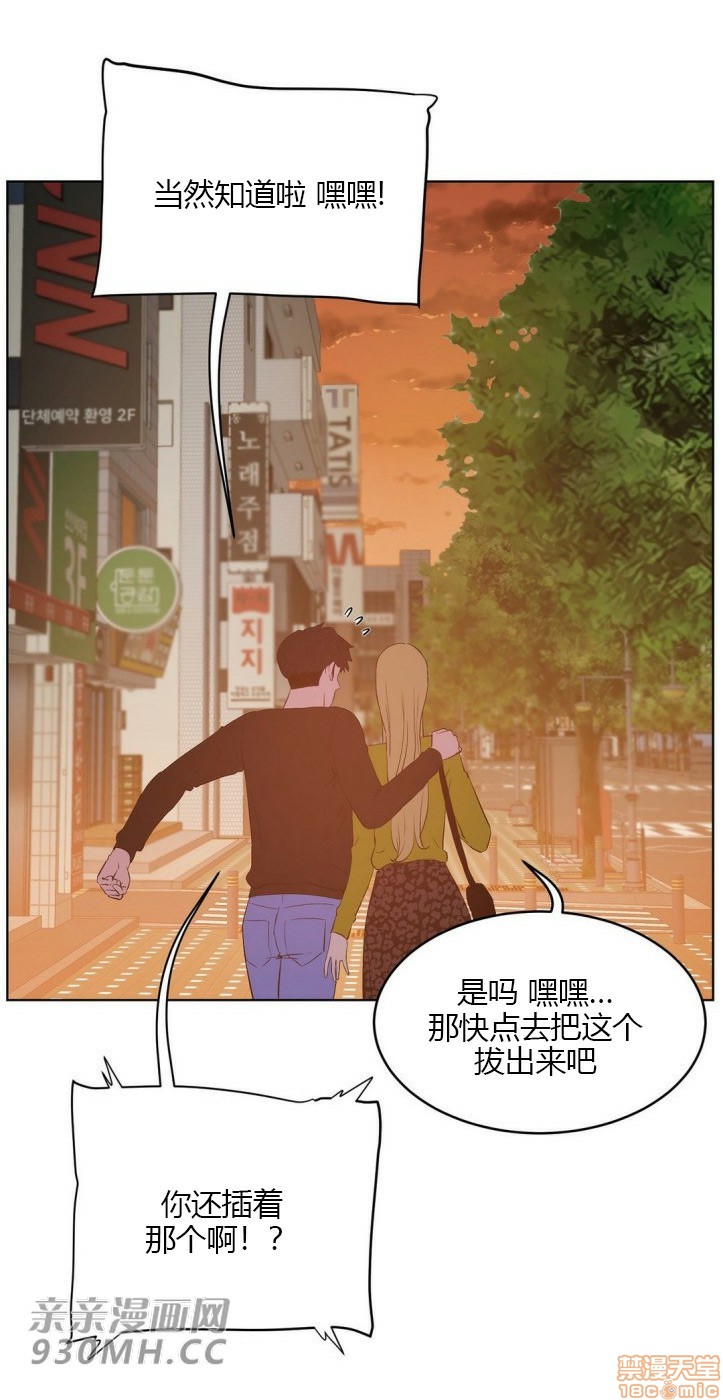 当然知道啦 嘿嘿!
단체예약 환영 2F
노래주점
TATIS
3F
지지
是吗 嘿嘿...
那快点去把这个
拔出来吧
你还插着
那个啊！？
亲亲漫画网
930MH.CC
禁漫天堂
18COMIC